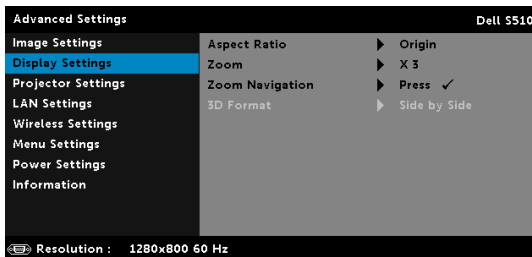 Advanced Settings Dell S510
Image Settings
Display Settings
Projector Settings
LAN Settings
Wireless Settings
Menu Settings
Power Settings
Information
Aspect Ratio Origin
Zoom X 3
Zoom Navigation Press ✓
3D Format Side by Side
Resolution : 1280x800 60 Hz